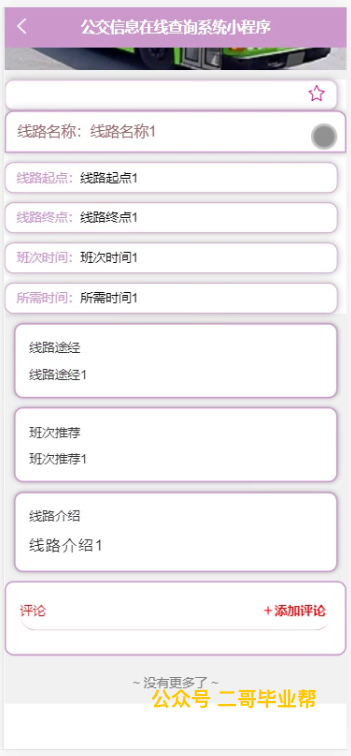 公交信息在线查询系统小程序
线路名称：线路名称1
线路起点：线路起点1
线路终点：线路终点1
班次时间：班次时间1
所需时间：所需时间1
线路途经
线路途经1
班次推荐
班次推荐1
线路介绍
线路介绍1
评论
+添加评论
~ 没有更多了 ~
公众号 二哥毕业帮